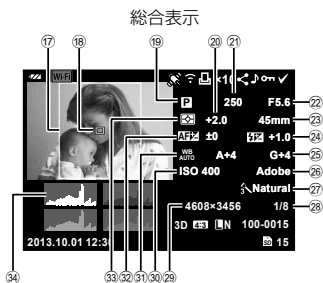 総合表示
⑰ ⑱ ⑲ ⑳ ㉑
Wi-Fi ×10
P 250 F5.6 ㉒
+2.0 45mm ㉓
AF ±0 +1.0 ㉔
WB AUTO A+4 G+4 ㉕
ISO 400 Adobe ㉖
Natural ㉗
4608×3456 1/8 ㉘
3D 4:3 LN 100-0015
2013.10.01 12:30 SD 15
㉞ ㉝ ㉜ ㉛ ㉚ ㉙